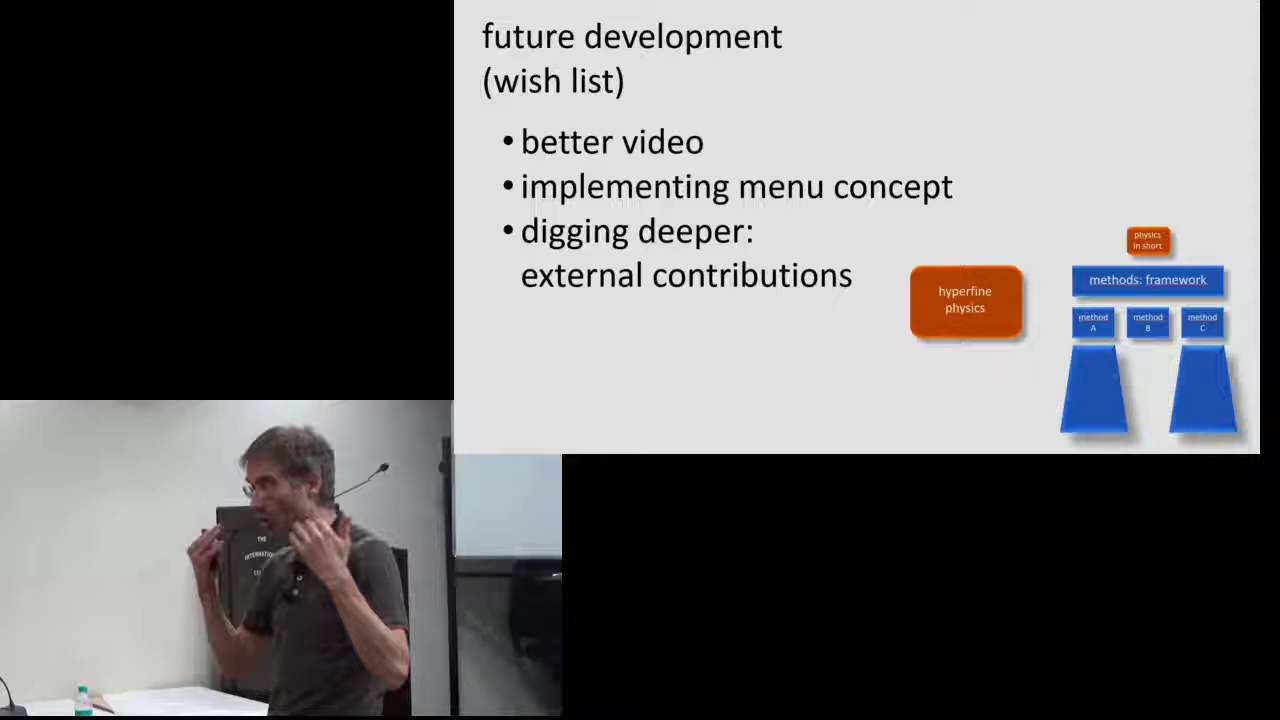 future development
(wish list)
• better video
• implementing menu concept
• digging deeper:
external contributions
hyperfine
physics
physics
in short
methods: framework
method
A
method
B
method
C
THE